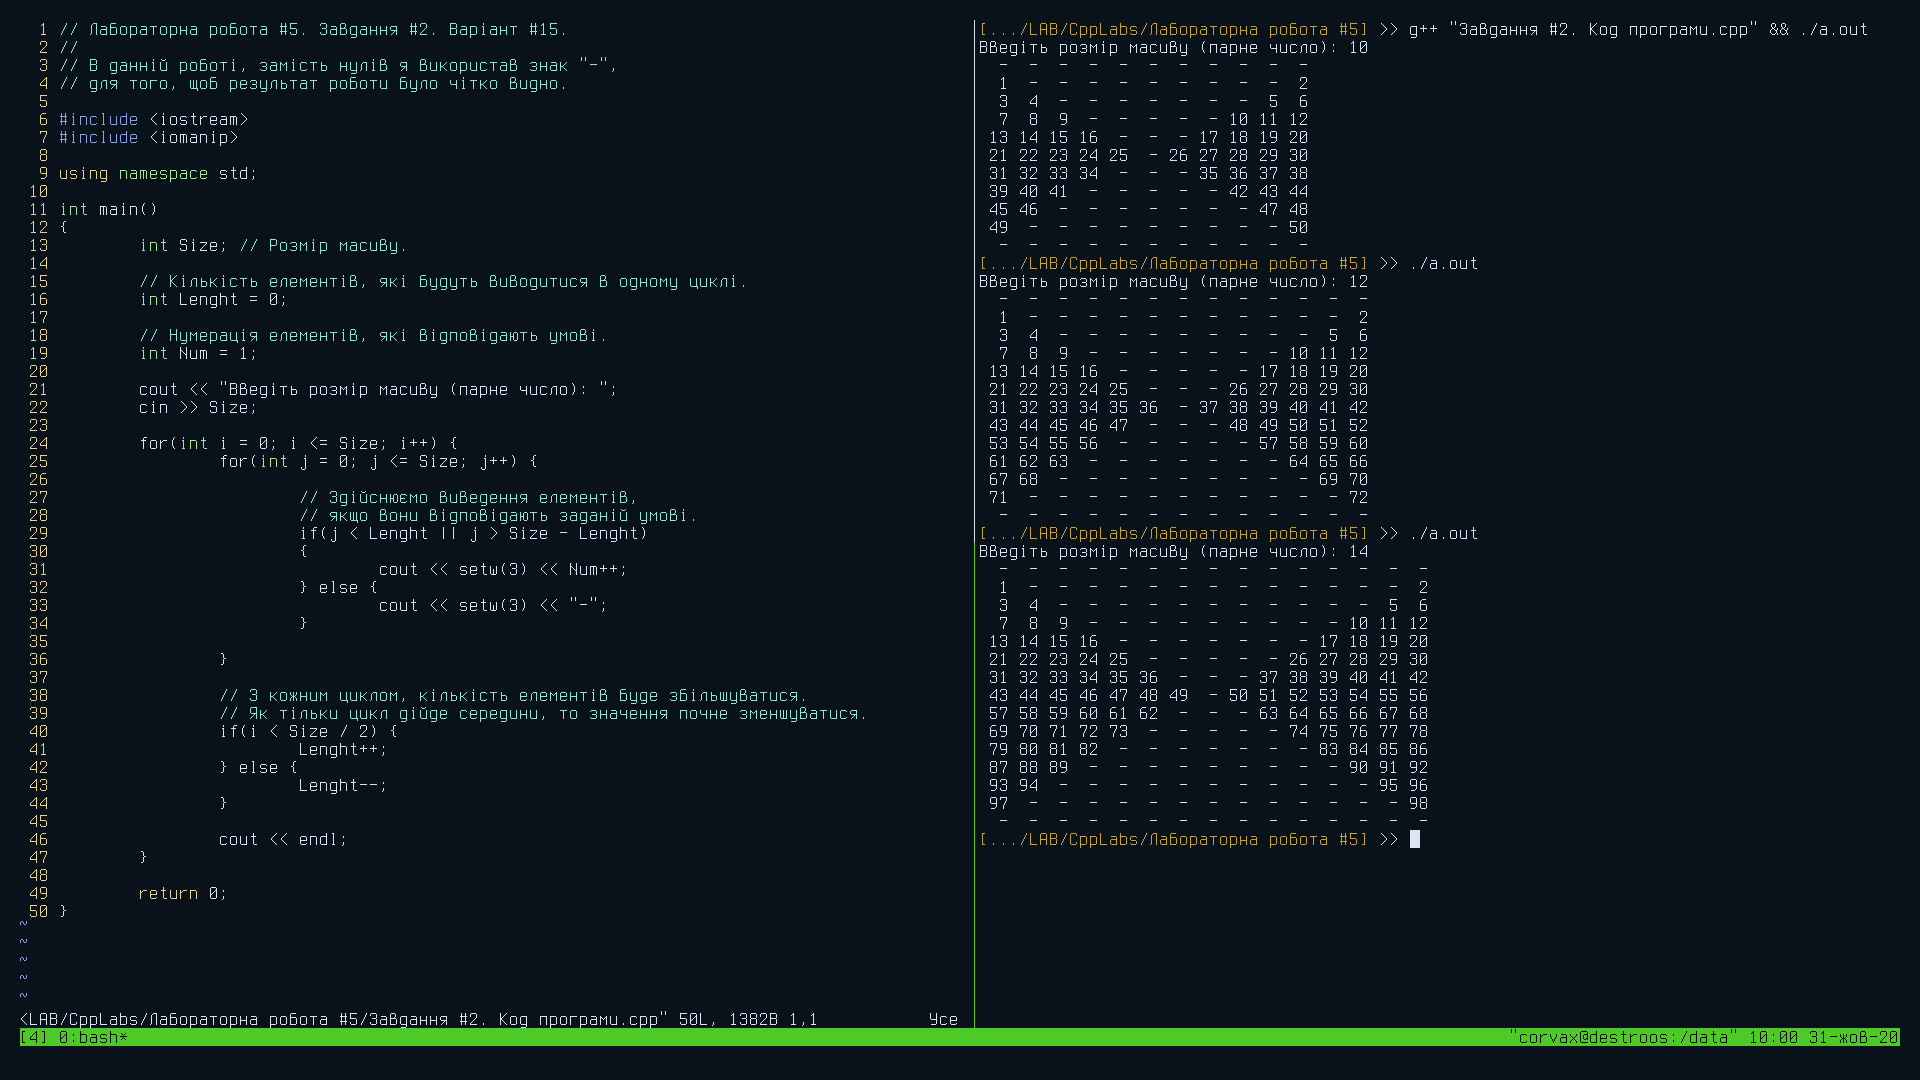 1 // Лабораторна робота #5. Завдання #2. Варіант #15.
2 //
3 // В данній роботі, замість нулів я використав знак "-",
4 // для того, щоб результат роботи було чітко видно.
5
6 #include <iostream>
7 #include <iomanip>
8
9 using namespace std;
10
11 int main()
12 {
13         int Size; // Розмір масиву.
14
15         // Кількість елементів, які будуть виводитися в одному циклі.
16         int Lenght = 0;
17
18         // Нумерація елементів, які відповідають умові.
19         int Num = 1;
20
21         cout << "Введіть розмір масиву (парне число): ";
22         cin >> Size;
23
24         for(int i = 0; i <= Size; i++) {
25                 for(int j = 0; j <= Size; j++) {
26
27                         // Здійснюємо виведення елементів,
28                         // якщо вони відповідають заданій умові.
29                         if(j < Lenght || j > Size - Lenght)
30                         {
31                                 cout << setw(3) << Num++;
32                         } else {
33                                 cout << setw(3) << "-";
34                         }
35
36                 }
37
38                 // З кожним циклом, кількість елементів буде збільшуватися.
39                 // Як тільки цикл дійде середини, то значення почне зменшуватися.
40                 if(i < Size / 2) {
41                         Lenght++;
42                 } else {
43                         Lenght--;
44                 }
45
46                 cout << endl;
47         }
48
49         return 0;
50 }
~
~
~
~
~
<LAB/CppLabs/Лабораторна робота #5/Завдання #2. Код програми.cpp" 50L, 1382B 1,1           Усе
[.../LAB/CppLabs/Лабораторна робота #5] >> g++ "Завдання #2. Код програми.cpp" && ./a.out
Введіть розмір масиву (парне число): 10
  -  -  -  -  -  -  -  -  -  -  -
  1  -  -  -  -  -  -  -  -  -  2
  3  4  -  -  -  -  -  -  -  5  6
  7  8  9  -  -  -  -  - 10 11 12
 13 14 15 16  -  -  - 17 18 19 20
 21 22 23 24 25  - 26 27 28 29 30
 31 32 33 34  -  -  - 35 36 37 38
 39 40 41  -  -  -  -  - 42 43 44
 45 46  -  -  -  -  -  -  - 47 48
 49  -  -  -  -  -  -  -  -  - 50
  -  -  -  -  -  -  -  -  -  -  -
[.../LAB/CppLabs/Лабораторна робота #5] >> ./a.out
Введіть розмір масиву (парне число): 12
  -  -  -  -  -  -  -  -  -  -  -  -  -
  1  -  -  -  -  -  -  -  -  -  -  -  2
  3  4  -  -  -  -  -  -  -  -  -  5  6
  7  8  9  -  -  -  -  -  -  - 10 11 12
 13 14 15 16  -  -  -  -  - 17 18 19 20
 21 22 23 24 25  -  -  - 26 27 28 29 30
 31 32 33 34 35 36  - 37 38 39 40 41 42
 43 44 45 46 47  -  -  - 48 49 50 51 52
 53 54 55 56  -  -  -  -  - 57 58 59 60
 61 62 63  -  -  -  -  -  -  - 64 65 66
 67 68  -  -  -  -  -  -  -  -  - 69 70
 71  -  -  -  -  -  -  -  -  -  -  - 72
  -  -  -  -  -  -  -  -  -  -  -  -  -
[.../LAB/CppLabs/Лабораторна робота #5] >> ./a.out
Введіть розмір масиву (парне число): 14
  -  -  -  -  -  -  -  -  -  -  -  -  -  -  -
  1  -  -  -  -  -  -  -  -  -  -  -  -  -  2
  3  4  -  -  -  -  -  -  -  -  -  -  -  5  6
  7  8  9  -  -  -  -  -  -  -  -  - 10 11 12
 13 14 15 16  -  -  -  -  -  -  - 17 18 19 20
 21 22 23 24 25  -  -  -  -  - 26 27 28 29 30
 31 32 33 34 35 36  -  -  - 37 38 39 40 41 42
 43 44 45 46 47 48 49  - 50 51 52 53 54 55 56
 57 58 59 60 61 62  -  -  - 63 64 65 66 67 68
 69 70 71 72 73  -  -  -  -  - 74 75 76 77 78
 79 80 81 82  -  -  -  -  -  -  - 83 84 85 86
 87 88 89  -  -  -  -  -  -  -  -  - 90 91 92
 93 94  -  -  -  -  -  -  -  -  -  -  - 95 96
 97  -  -  -  -  -  -  -  -  -  -  -  -  - 98
  -  -  -  -  -  -  -  -  -  -  -  -  -  -  -
[.../LAB/CppLabs/Лабораторна робота #5] >>
[4] 0:bash*                    "corvax@destroos:/data" 10:00 31-жов-20